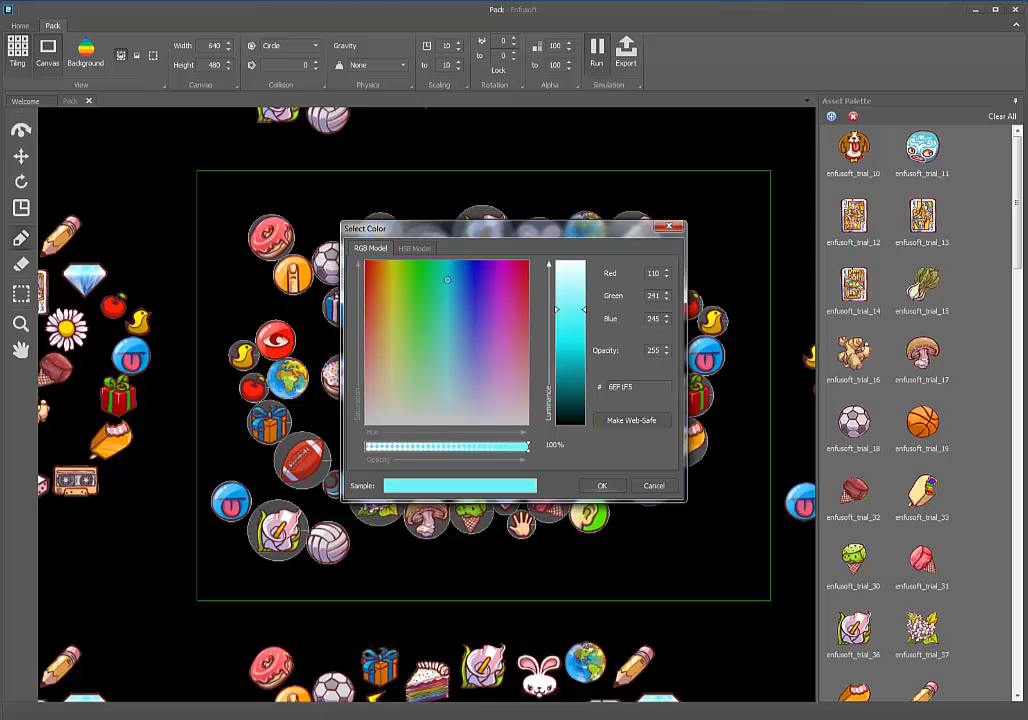 Pack - Enfusoft
Home Pack
Tiling Canvas Background
View
Width 640
Height 480
Canvas
Circle
0
Collision
Gravity
None
Physics
10
to 10
Scaling
0
to 0
Lock
Rotation
100
to 100
Alpha
Run Export
Simulation
Welcome Pack
Asset Palette
Clear All
enfusoft_trial_10 enfusoft_trial_11
enfusoft_trial_12 enfusoft_trial_13
enfusoft_trial_14 enfusoft_trial_15
enfusoft_trial_16 enfusoft_trial_17
enfusoft_trial_18 enfusoft_trial_19
enfusoft_trial_32 enfusoft_trial_33
enfusoft_trial_30 enfusoft_trial_31
enfusoft_trial_36 enfusoft_trial_37
Select Color
RGB Model HSB Model
Saturation
Luminance
Red 110
Green 241
Blue 245
Opacity: 255
# 6EF1F5
Make Web-Safe
Hue
100%
Opacity
Sample:
OK Cancel